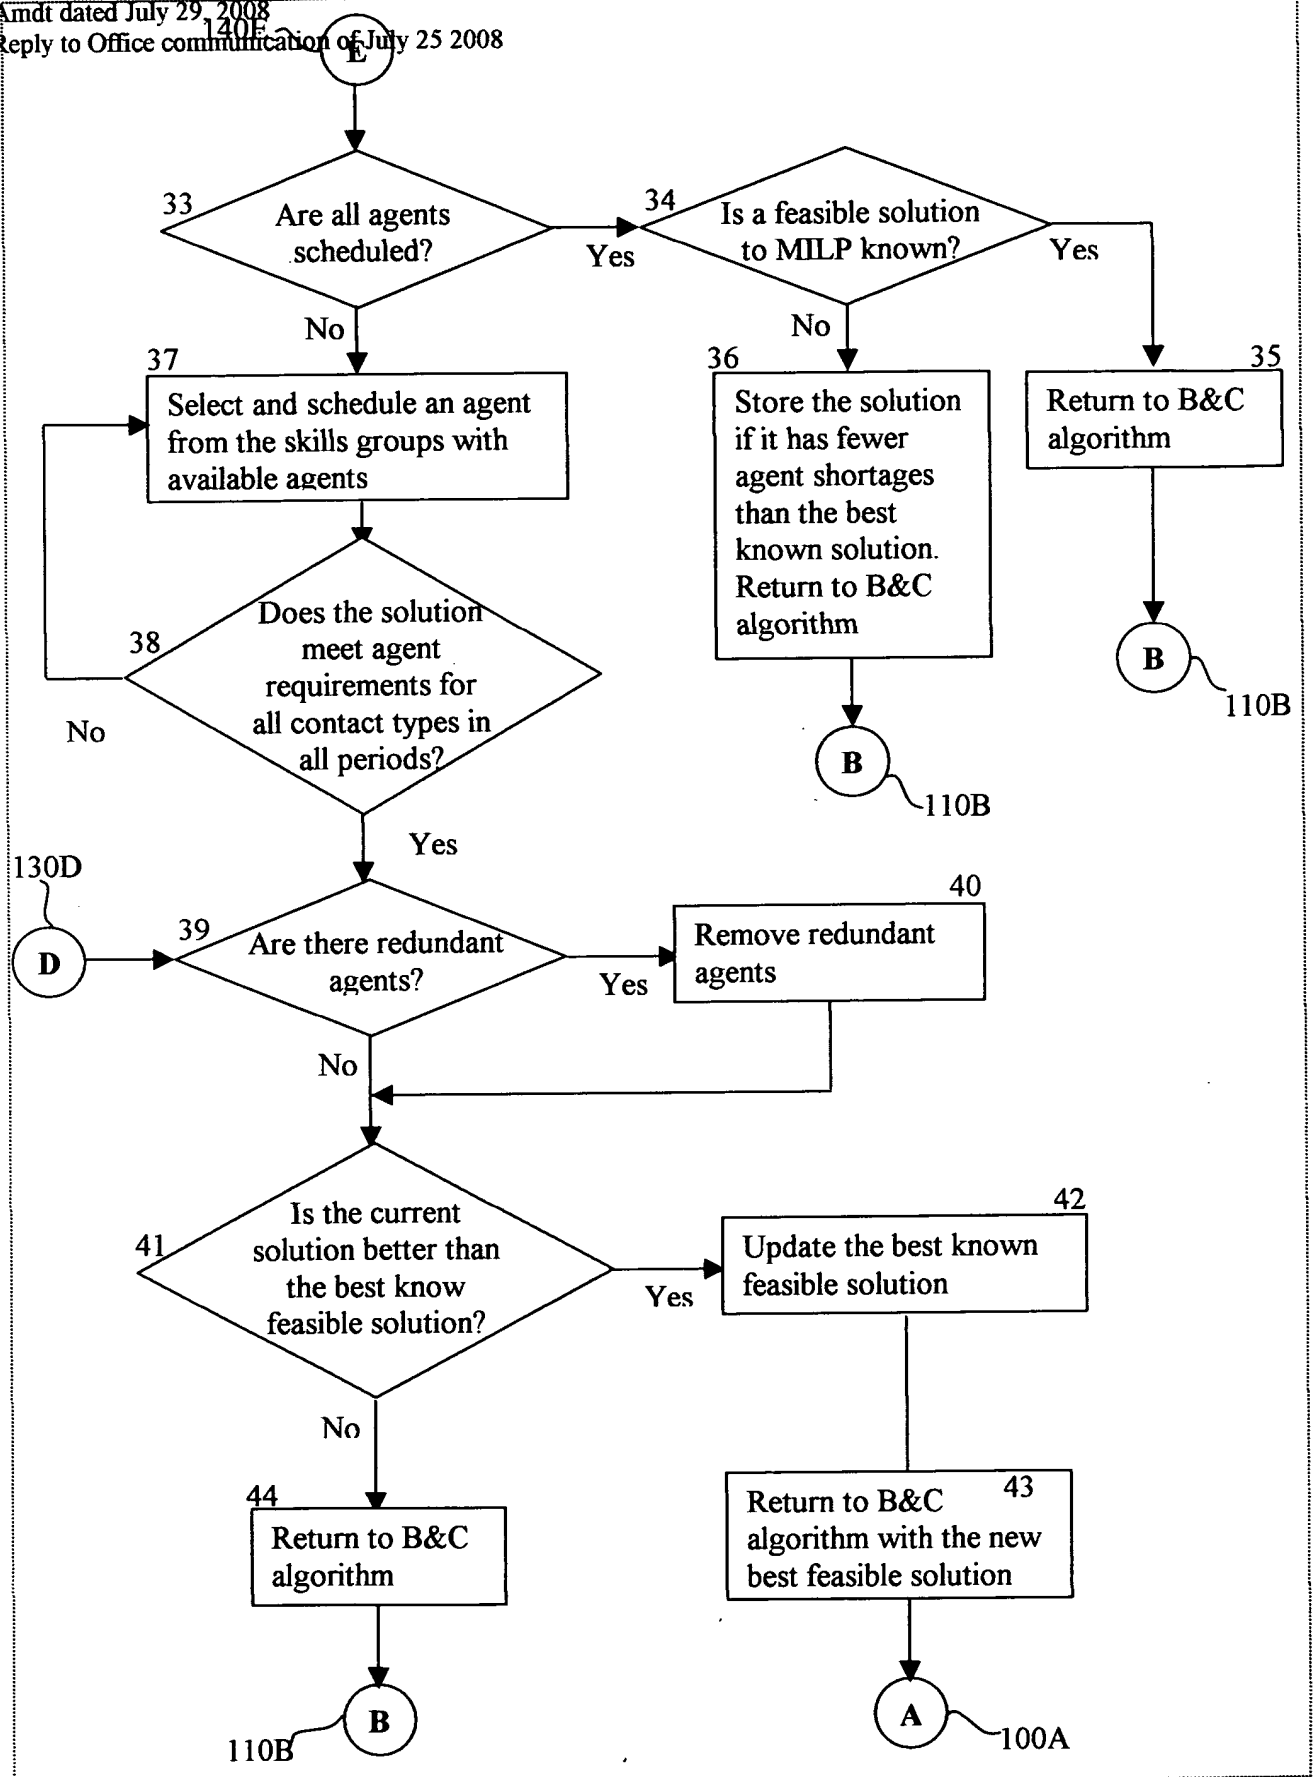 Amdt dated July 29, 2008
Reply to Office communication of July 25 2008
140E
E
33
Are all agents
scheduled?
Yes
No
34
Is a feasible solution
to MILP known?
Yes
No
37
Select and schedule an agent
from the skills groups with
available agents
36
Store the solution
if it has fewer
agent shortages
than the best
known solution.
Return to B&C
algorithm
35
Return to B&C
algorithm
B
110B
B
110B
38
Does the solution
meet agent
requirements for
all contact types in
all periods?
No
Yes
130D
D
39
Are there redundant
agents?
Yes
No
40
Remove redundant
agents
41
Is the current
solution better than
the best know
feasible solution?
Yes
No
42
Update the best known
feasible solution
44
Return to B&C
algorithm
43
Return to B&C
algorithm with the new
best feasible solution
B
110B
A
100A